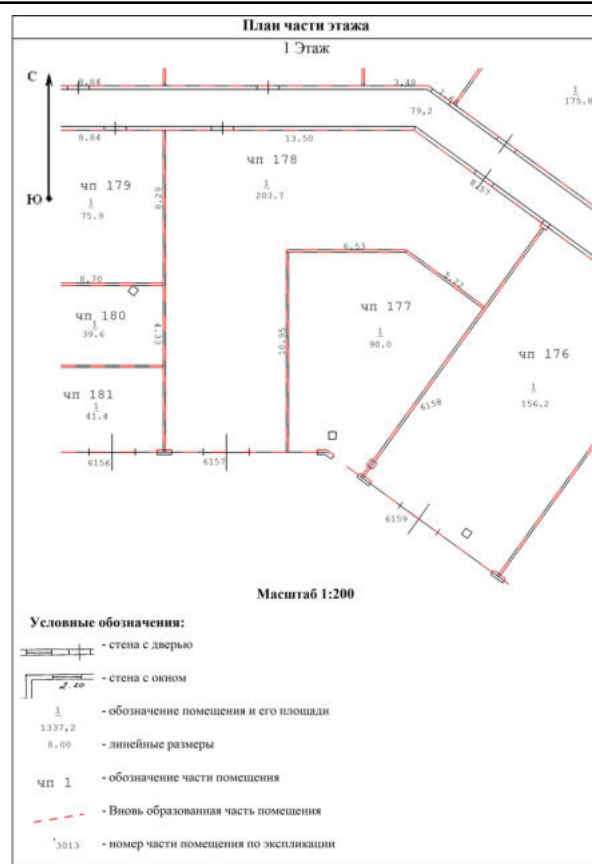 План части этажа
1 Этаж
С
Ю
8.84
3.48
79,2
1
175.8
8.84
13.50
8.57
чп 178
1
203.7
чп 179
1
75.9
8.29
6.53
5.22
8.70
чп 180
1
39.6
4.33
10.95
чп 177
1
90.0
чп 176
1
156.2
чп 181
1
41.4
6158
6156
6157
6159
Масштаб 1:200
Условные обозначения:
- стена с дверью
- стена с окном
2.60
1
1337,2
- обозначение помещения и его площади
8.00
- линейные размеры
чп 1
- обозначение части помещения
- Вновь образованная часть помещения
'3013
- номер части помещения по экспликации